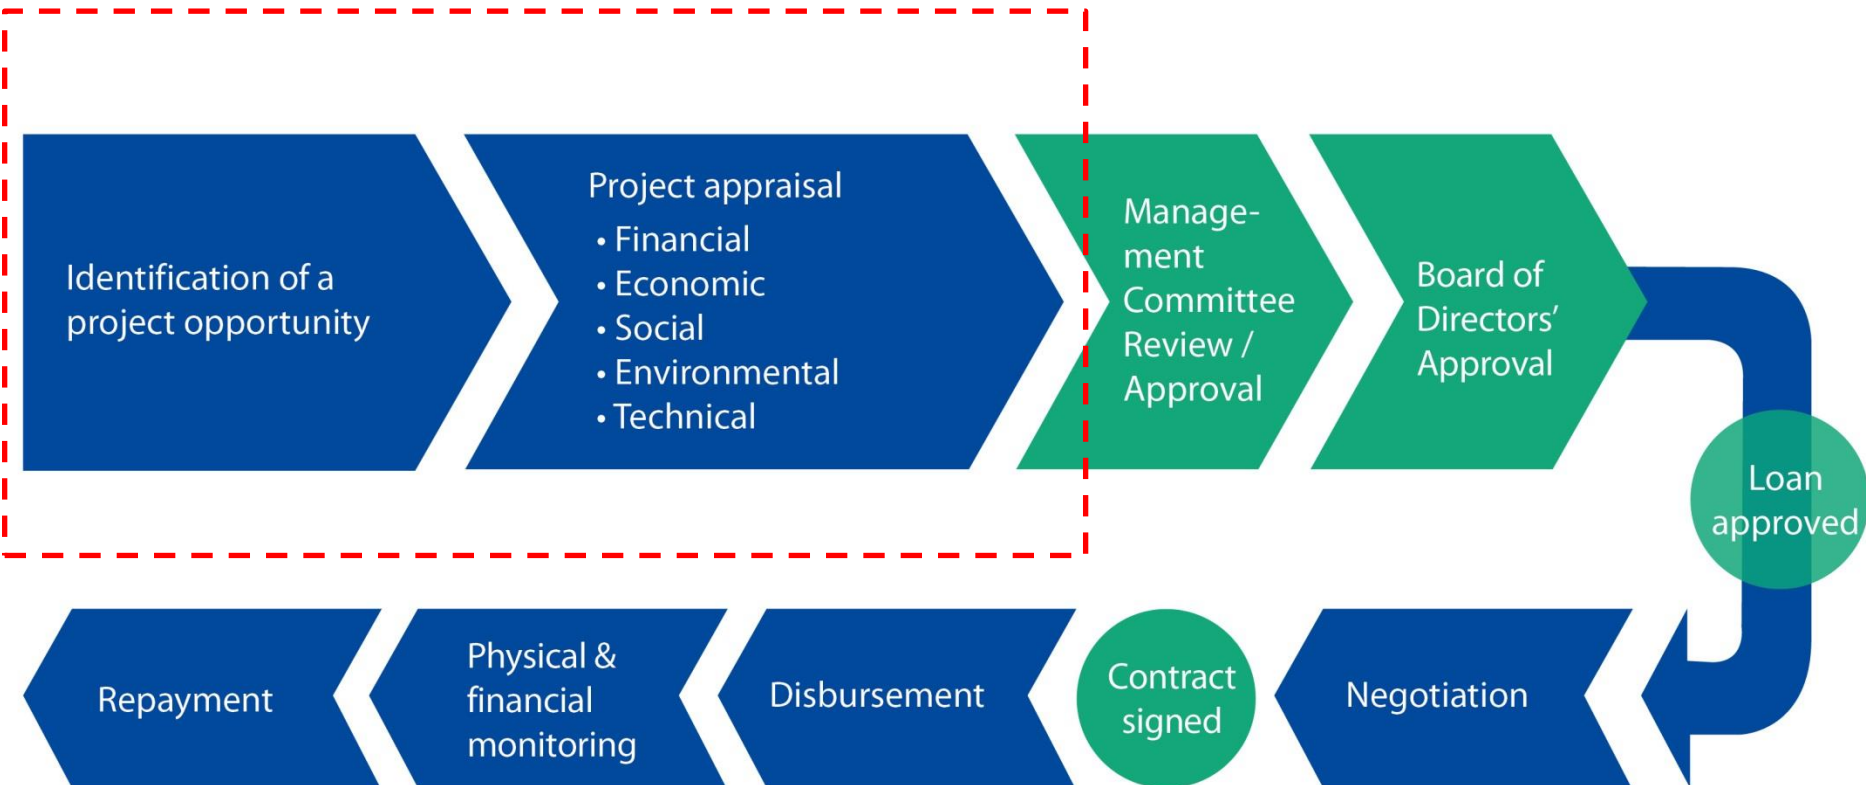 Identification of a
project opportunity
Project appraisal
• Financial
• Economic
• Social
• Environmental
• Technical
Manage-
ment
Committee
Review /
Approval
Board of
Directors’
Approval
Loan
approved
Negotiation
Contract
signed
Disbursement
Physical &
financial
monitoring
Repayment